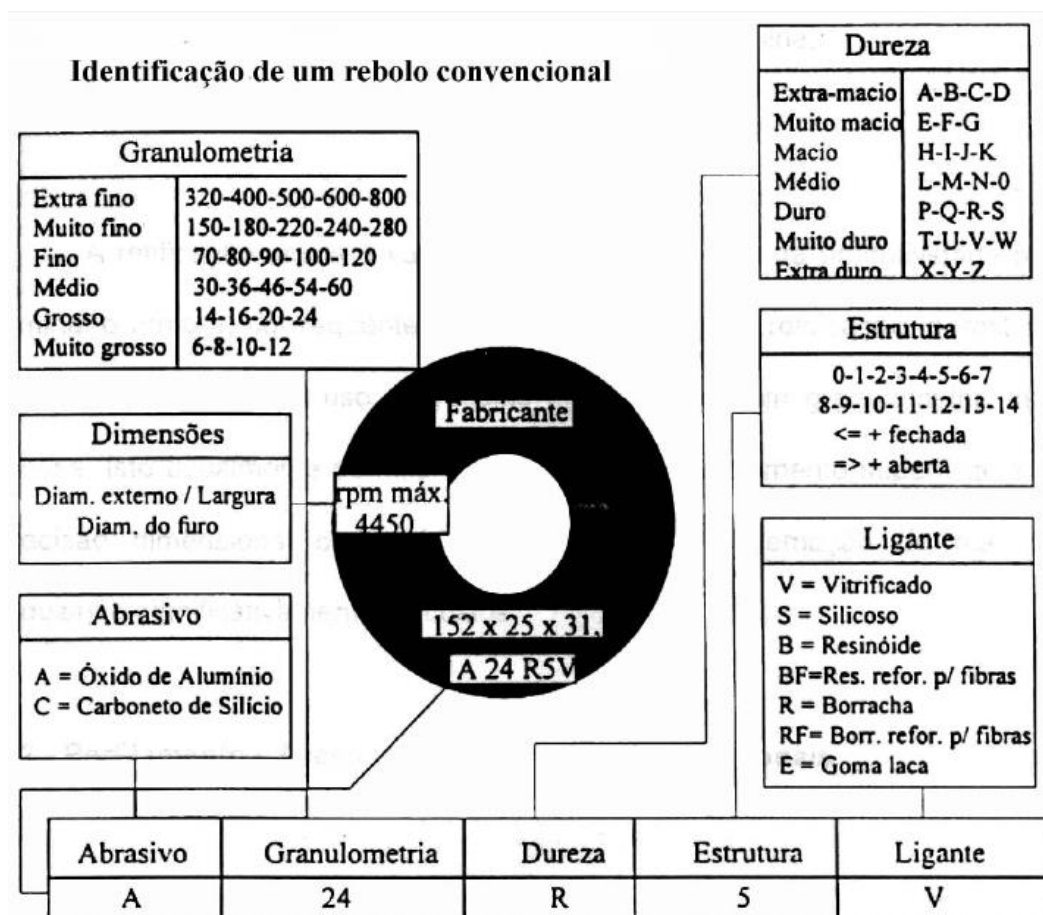 Identificação de um rebolo convencional
Granulometria
Extra fino 320-400-500-600-800
Muito fino 150-180-220-240-280
Fino 70-80-90-100-120
Médio 30-36-46-54-60
Grosso 14-16-20-24
Muito grosso 6-8-10-12
Dimensões
Diam. externo / Largura
Diam. do furo
Abrasivo
A = Óxido de Alumínio
C = Carboneto de Silício
Fabricante
rpm máx.
4450
152 x 25 x 31,
A 24 R5V
Dureza
Extra-macio A-B-C-D
Muito macio E-F-G
Macio H-I-J-K
Médio L-M-N-0
Duro P-Q-R-S
Muito duro T-U-V-W
Extra duro X-Y-Z
Estrutura
0-1-2-3-4-5-6-7
8-9-10-11-12-13-14
<= + fechada
=> + aberta
Ligante
V = Vitrificado
S = Silicoso
B = Resinóide
BF=Res. refor. p/ fibras
R = Borracha
RF= Borr. refor. p/ fibras
E = Goma laca
Abrasivo Granulometria Dureza Estrutura Ligante
A 24 R 5 V